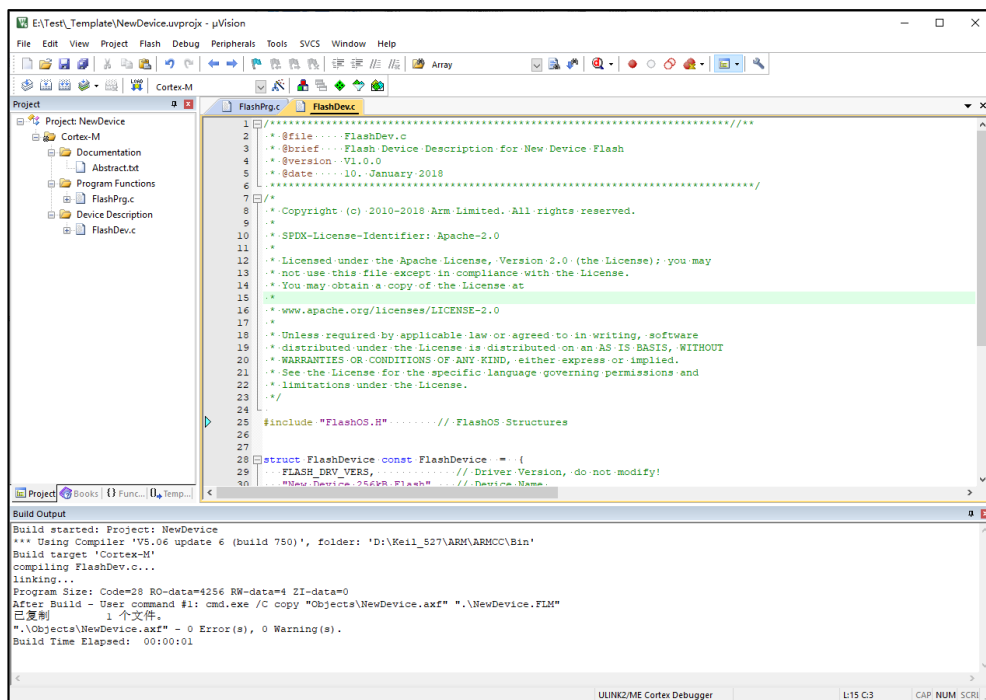 E:\Test\_Template\NewDevice.uvprojx - µVision
File Edit View Project Flash Debug Peripherals Tools SVCS Window Help
Array
Cortex-M
Project
Project: NewDevice
Cortex-M
Documentation
Abstract.txt
Program Functions
FlashPrg.c
Device Description
FlashDev.c
Project Books {} Func... 0 Temp...
FlashPrg.c FlashDev.c
1 /**************************************************************************//**
2 * @file FlashDev.c
3 * @brief Flash Device Description for New Device Flash
4 * @version V1.0.0
5 * @date 10. January 2018
6 ******************************************************************************/
7 /*
8 * Copyright (c) 2010-2018 Arm Limited. All rights reserved.
9 *
10 * SPDX-License-Identifier: Apache-2.0
11 *
12 * Licensed under the Apache License, Version 2.0 (the License); you may
13 * not use this file except in compliance with the License.
14 * You may obtain a copy of the License at
15 *
16 * www.apache.org/licenses/LICENSE-2.0
17 *
18 * Unless required by applicable law or agreed to in writing, software
19 * distributed under the License is distributed on an AS IS BASIS, WITHOUT
20 * WARRANTIES OR CONDITIONS OF ANY KIND, either express or implied.
21 * See the License for the specific language governing permissions and
22 * limitations under the License.
23 */
24
25 #include "FlashOS.H" // FlashOS Structures
26
27
28 struct FlashDevice const FlashDevice = {
29 FLASH_DRV_VERS, // Driver Version, do not modify!
30 "New Device 256kB Flash" // Device Name
Build Output
Build started: Project: NewDevice
*** Using Compiler 'V5.06 update 6 (build 750)', folder: 'D:\Keil_527\ARM\ARMCC\Bin'
Build target 'Cortex-M'
compiling FlashDev.c...
linking...
Program Size: Code=28 RO-data=4256 RW-data=4 ZI-data=0
After Build - User command #1: cmd.exe /C copy "Objects\NewDevice.axf" ".\NewDevice.FLM"
已复制 1 个文件。
".\Objects\NewDevice.axf" - 0 Error(s), 0 Warning(s).
Build Time Elapsed: 00:00:01
ULINK2/ME Cortex Debugger L:15 C:3 CAP NUM SCRL